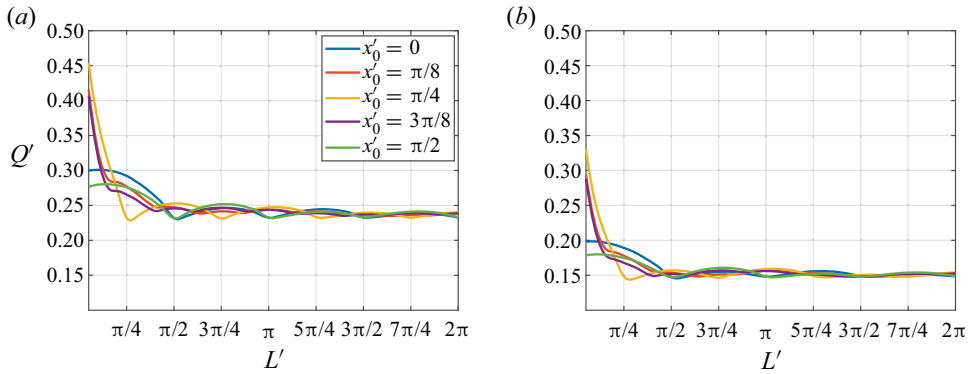 (a)
0.50
0.45
0.40
0.35
0.30
0.25
0.20
0.15
Q′
x′₀ = 0
x′₀ = π/8
x′₀ = π/4
x′₀ = 3π/8
x′₀ = π/2
π/4 π/2 3π/4 π 5π/4 3π/2 7π/4 2π
L′
(b)
0.50
0.45
0.40
0.35
0.30
0.25
0.20
0.15
π/4 π/2 3π/4 π 5π/4 3π/2 7π/4 2π
L′